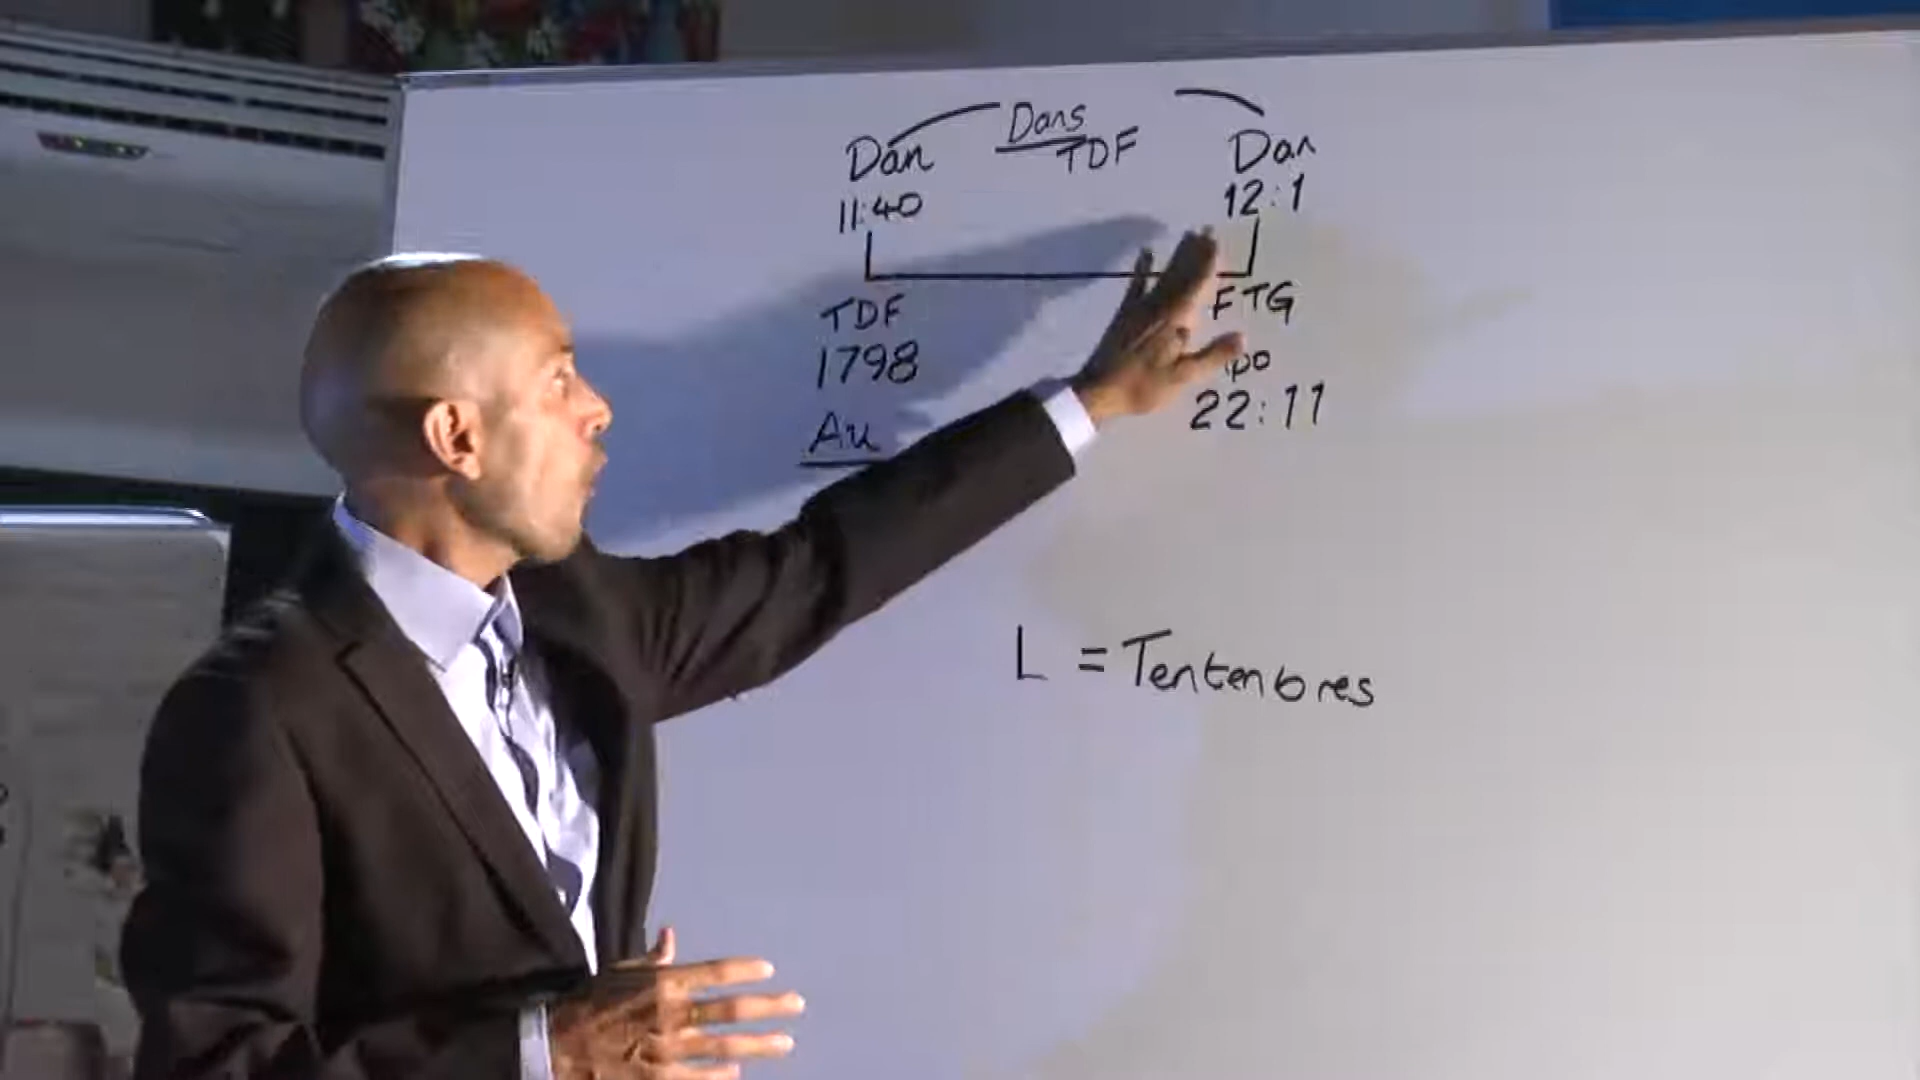 Dans
TDF
Dan
11:40
Dan
12:1
TDF
1798
Au
FTG
22:11
L = Tentenbres